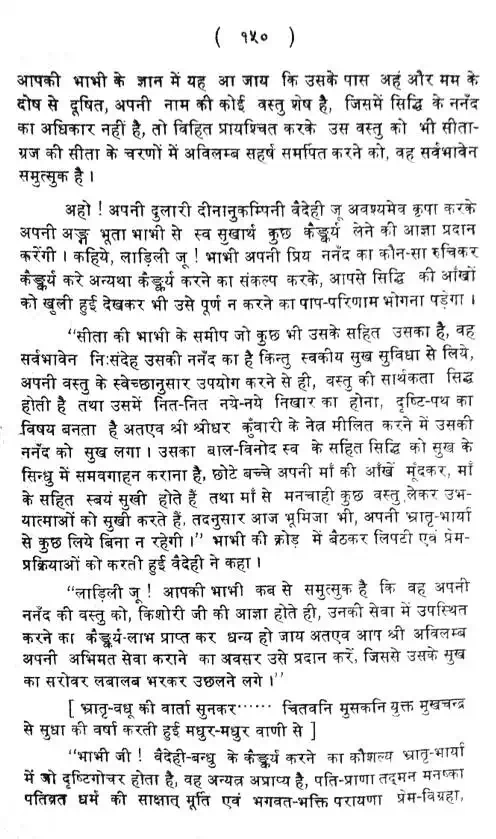 ( १५० )
आपकी भाभी के ज्ञान में यह आ जाय कि उसके पास अहं और मम के
दोष से दूषित, अपनी नाम की कोई वस्तु शेष है, जिसमें सिद्धि के ननँद
का अधिकार नहीं है, तो विहित प्रायश्चित करके उस वस्तु को भी सीता-
ग्रज की सीता के चरणों में अविलम्ब सहर्ष समर्पित करने को, वह सर्वभावेन
समुत्सुक है ।
अहो ! अपनी दुलारी दीनानुकम्पिनी वैदेही जू अवश्यमेव कृपा करके
अपनी अङ्ग भूता भाभी से स्व सुखार्थ कुछ कैङ्कर्य लेने की आज्ञा प्रदान
करेंगी । कहिये, लाड़िली जू ! भाभी अपनी प्रिय ननँद का कौन-सा रुचिकर
कैङ्कर्य करे अन्यथा कैङ्कर्य करने का संकल्प करके, आपसे सिद्धि की आँखों
को खुली हुई देखकर भी उसे पूर्ण न करने का पाप-परिणाम भोगना पड़ेगा ।
“सीता की भाभी के समीप जो कुछ भी उसके सहित उसका है, वह
सर्वभावेन निःसंदेह उसकी ननँद का है किन्तु स्वकीय सुख सुविधा से लिये,
अपनी वस्तु के स्वेच्छानुसार उपयोग करने से ही, वस्तु की सार्थकता सिद्ध
होती है तथा उसमें नित-नित नये-नये निखार का होना, दृष्टि-पथ का
विषय बनता है अतएव श्री श्रीधर कुँवारी के नेत्र मीलित करने में उसकी
ननँद को सुख लगा । उसका बाल-विनोद स्व के सहित सिद्धि को सुख के
सिन्धु में समवगाहन कराना है, छोटे बच्चे अपनी माँ की आँखें मूंदकर, माँ
के सहित स्वयं सुखी होते हैं तथा माँ से मनचाही कुछ वस्तु लेकर उभ-
यात्माओं को सुखी करते हैं, तदनुसार आज भूमिजा भी, अपनी भ्रातृ-भार्या
से कुछ लिये बिना न रहेगी ।” भाभी की क्रोड़ में बैठकर लिपटी एवं प्रेम-
प्रक्रियाओं को करती हुई वैदेही ने कहा ।
“लाड़िली जू ! आपकी भाभी कब से समुत्सुक है कि वह अपनी
ननँद की वस्तु को, किशोरी जी की आज्ञा होते ही, उनकी सेवा में उपस्थित
करने का कैङ्कर्य-लाभ प्राप्त कर धन्य हो जाय अतएव आप श्री अविलम्ब
अपनी अभिमत सेवा कराने का अवसर उसे प्रदान करें, जिससे उसके सुख
का सरोवर लबालब भरकर उछलने लगे ।”
[ भ्रातृ-वधू की वार्ता सुनकर······ चितवनि मुसकनि युक्त मुखचन्द्र
से सुधा की वर्षा करती हुई मधुर-मधुर वाणी से ]
“भाभी जी ! वैदेही-बन्धु के कैङ्कर्य करने का कौशल्य भ्रातृ-भार्या
में जो दृष्टिगोचर होता है, वह अन्यत्र अप्राप्य है, पति-प्राणा तद्‌मन मनष्का
पतिव्रत धर्म की साक्षात् मूर्ति एवं भगवत-भक्ति परायणा प्रेम-विग्रहा,